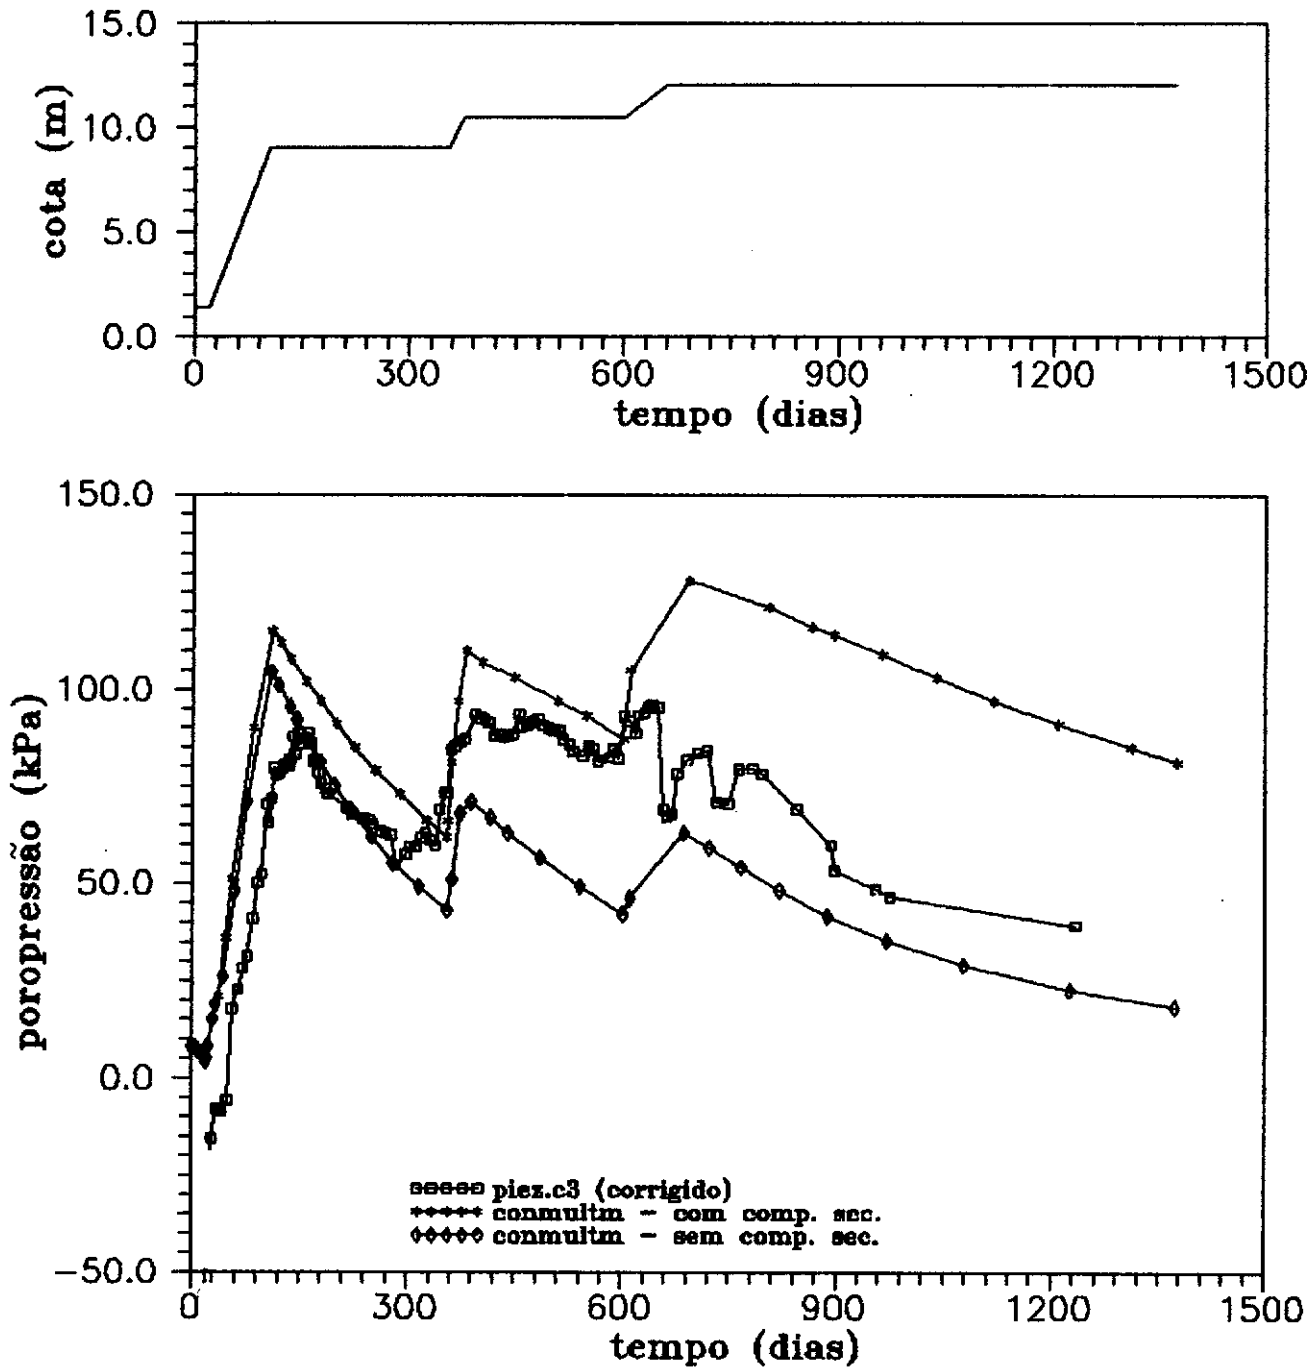 15.0
10.0
5.0
0.0
cota (m)
0 300 600 900 1200 1500
tempo (dias)
150.0
100.0
50.0
0.0
-50.0
poropressão (kPa)
piez.c3 (corrigido)
conmultm - com comp. sec.
conmultm - sem comp. sec.
0 300 600 900 1200 1500
tempo (dias)